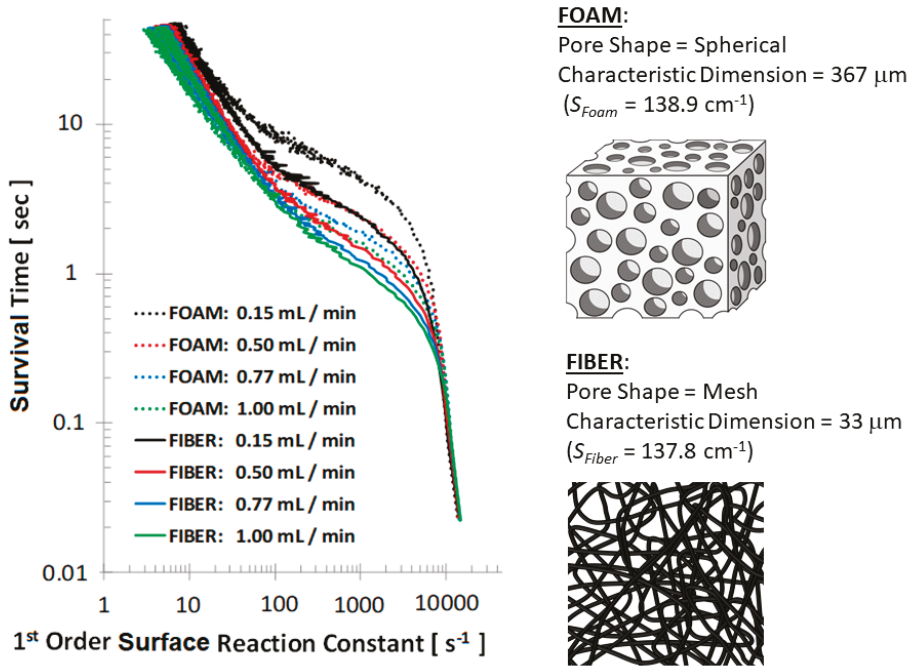 Survival Time [ sec ]
10
1
0.1
0.01
1
10
100
1000
10000
1st Order Surface Reaction Constant [ s-1 ]
FOAM: 0.15 mL / min
FOAM: 0.50 mL / min
FOAM: 0.77 mL / min
FOAM: 1.00 mL / min
FIBER: 0.15 mL / min
FIBER: 0.50 mL / min
FIBER: 0.77 mL / min
FIBER: 1.00 mL / min
FOAM:
Pore Shape = Spherical
Characteristic Dimension = 367 μm
(SFoam = 138.9 cm-1)
FIBER:
Pore Shape = Mesh
Characteristic Dimension = 33 μm
(SFiber = 137.8 cm-1)